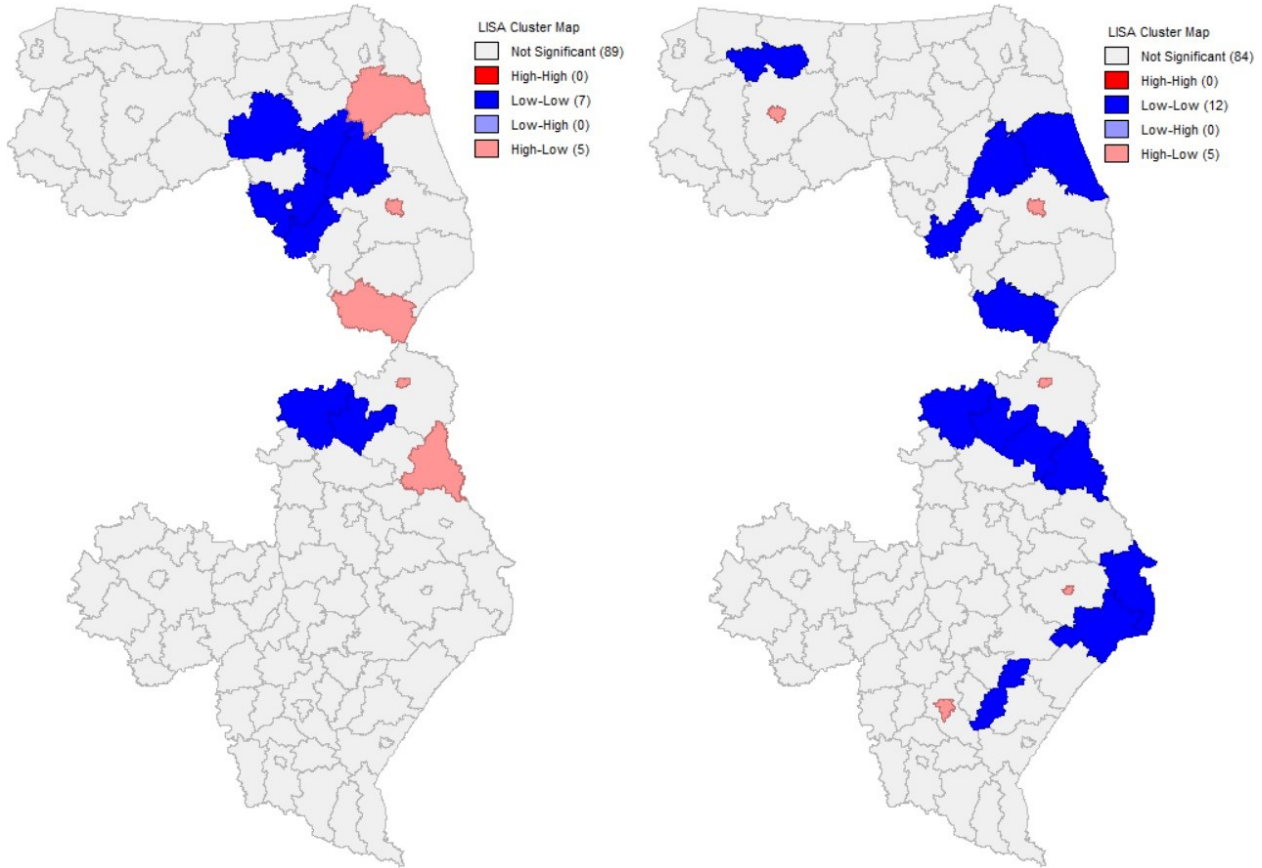 LISA Cluster Map
Not Significant (89)
High-High (0)
Low-Low (7)
Low-High (0)
High-Low (5)
LISA Cluster Map
Not Significant (84)
High-High (0)
Low-Low (12)
Low-High (0)
High-Low (5)